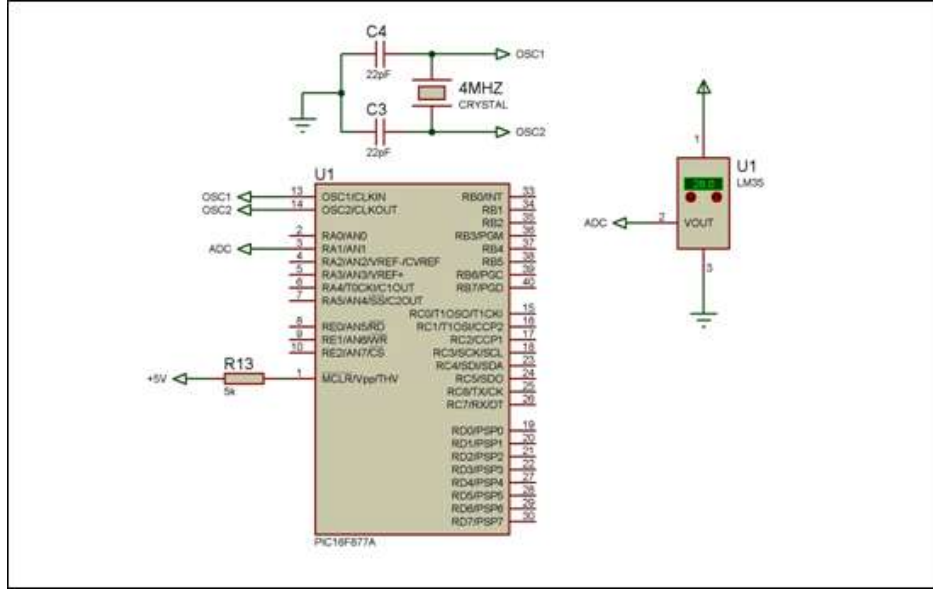 C4
22pF
OSC1
4MHZ
CRYSTAL
C3
22pF
OSC2
U1
OSC1 13 OSC1/CLKIN
OSC2 14 OSC2/CLKOUT
2 RA0/AN0
ADC 3 RA1/AN1
4 RA2/AN2/VREF-/CVREF
5 RA3/AN3/VREF+
6 RA4/T0CKI/C1OUT
7 RA5/AN4/SS/C2OUT
8 RE0/AN5/RD
9 RE1/AN6/WR
10 RE2/AN7/CS
R13
+5V 1 MCLR/Vpp/THV
5k
RB0/INT 33
RB1 34
RB2 35
RB3/PGM 36
RB4 37
RB5 38
RB6/PGC 39
RB7/PGD 40
RC0/T1OSO/T1CKI 15
RC1/T1OSI/CCP2 16
RC2/CCP1 17
RC3/SCK/SCL 18
RC4/SDI/SDA 23
RC5/SDO 24
RC6/TX/CK 25
RC7/RX/DT 26
RD0/PSP0 19
RD1/PSP1 20
RD2/PSP2 21
RD3/PSP3 22
RD4/PSP4 27
RD5/PSP5 28
RD6/PSP6 29
RD7/PSP7 30
PIC16F877A
1
U1
LM35
ADC 2 VOUT
3